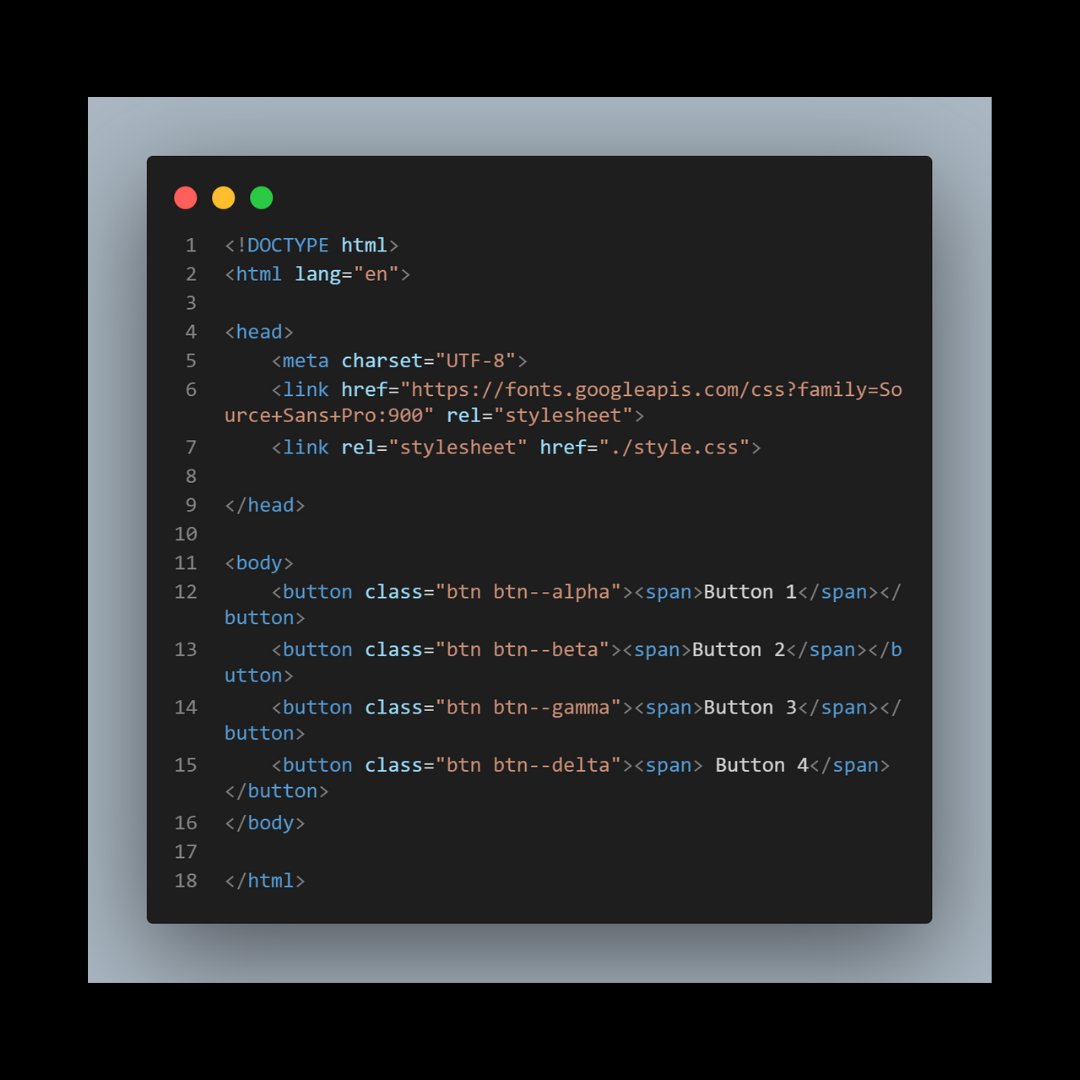 1 <!DOCTYPE html>
2 <html lang="en">
3
4 <head>
5     <meta charset="UTF-8">
6     <link href="https://fonts.googleapis.com/css?family=So
urce+Sans+Pro:900" rel="stylesheet">
7     <link rel="stylesheet" href="./style.css">
8
9 </head>
10
11 <body>
12     <button class="btn btn--alpha"><span>Button 1</span></
button>
13     <button class="btn btn--beta"><span>Button 2</span></b
utton>
14     <button class="btn btn--gamma"><span>Button 3</span></
button>
15     <button class="btn btn--delta"><span> Button 4</span>
</button>
16 </body>
17
18 </html>